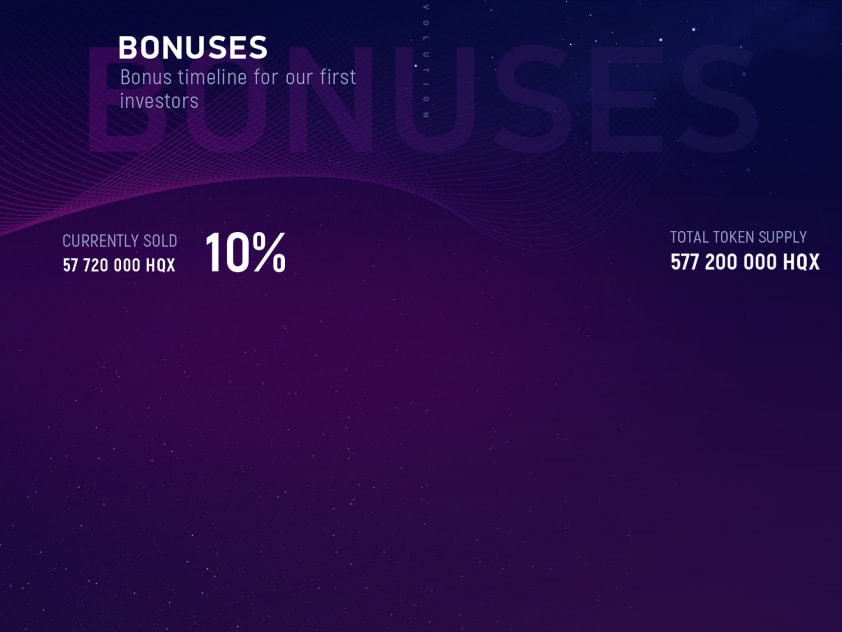 VOLUTION
BONUSES
BONUSES
Bonus timeline for our first
investors
CURRENTLY SOLD
57 720 000 HQX
10%
TOTAL TOKEN SUPPLY
577 200 000 HQX